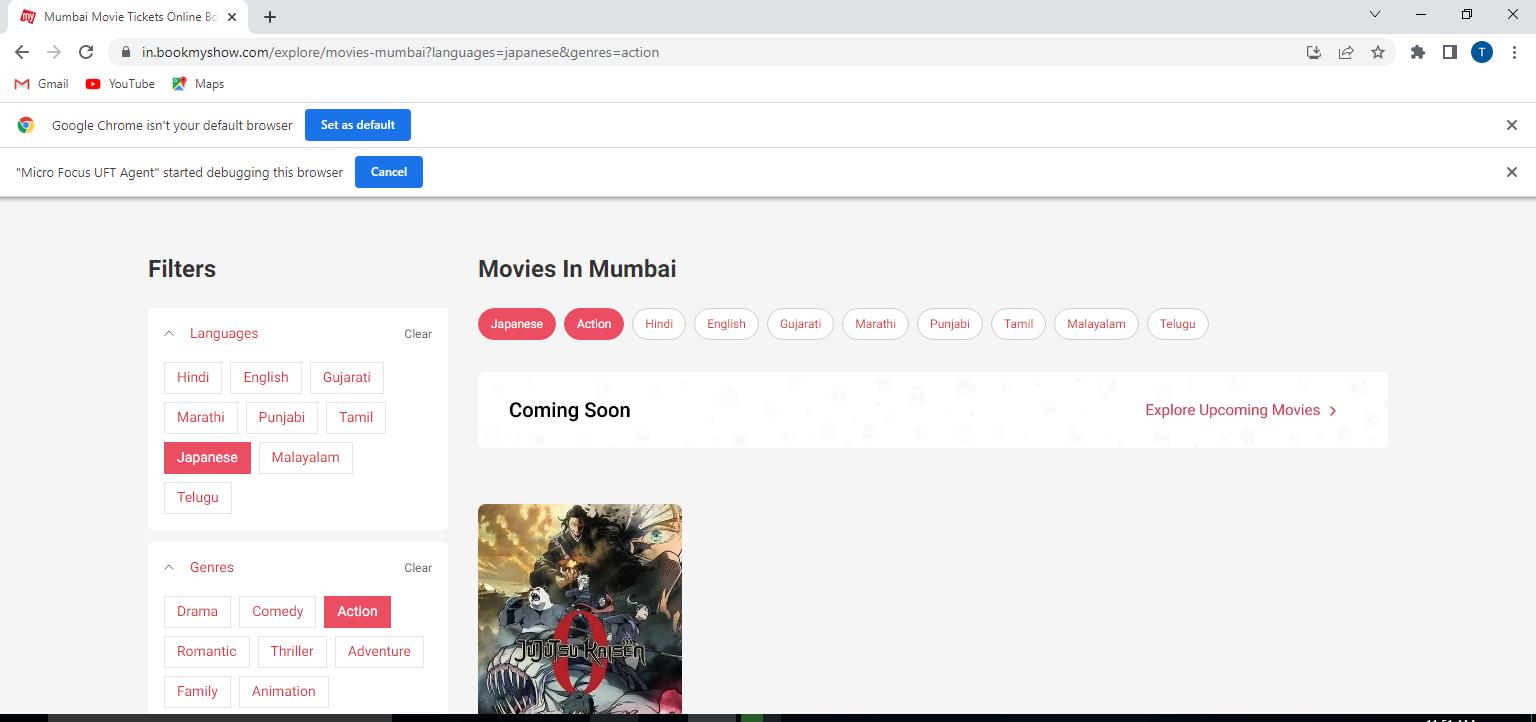 Mumbai Movie Tickets Online Bo
in.bookmyshow.com/explore/movies-mumbai?languages=japanese&genres=action
T
Gmail YouTube Maps
Google Chrome isn't your default browser Set as default
"Micro Focus UFT Agent" started debugging this browser Cancel
Filters
Languages Clear
Hindi English Gujarati
Marathi Punjabi Tamil
Japanese Malayalam
Telugu
Genres Clear
Drama Comedy Action
Romantic Thriller Adventure
Family Animation
Movies In Mumbai
Japanese Action Hindi English Gujarati Marathi Punjabi Tamil Malayalam Telugu
Coming Soon Explore Upcoming Movies
JUJUTSU KAISEN
0